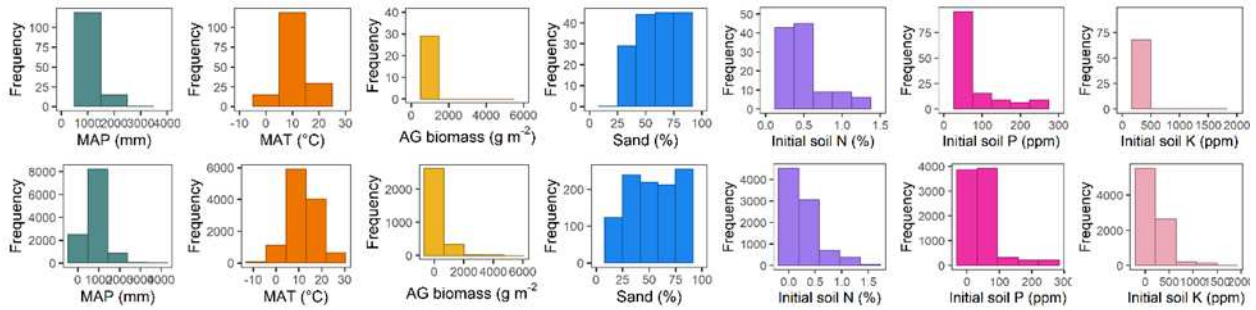 Frequency
100
75
50
25
0
0 1000 2000 3000 4000
MAP (mm)
Frequency
100
75
50
25
0
-10 0 10 20 30
MAT (°C)
Frequency
40
30
20
10
0
0 2000 4000 6000
AG biomass (g m⁻²)
Frequency
40
30
20
10
0
0 25 50 75 100
Sand (%)
Frequency
50
40
30
20
10
0
0.0 0.5 1.0 1.5
Initial soil N (%)
Frequency
75
50
25
0
0 100 200 300
Initial soil P (ppm)
Frequency
75
50
25
0
0 500 1000 1500 2000
Initial soil K (ppm)
Frequency
8000
6000
4000
2000
0
0 1000 2000 3000 4000
MAP (mm)
Frequency
6000
4000
2000
0
-10 0 10 20 30
MAT (°C)
Frequency
2000
1000
0
0 2000 4000 6000
AG biomass (g m⁻²)
Frequency
200
100
0
0 25 50 75 100
Sand (%)
Frequency
4000
3000
2000
1000
0
0.0 0.5 1.0 1.5
Initial soil N (%)
Frequency
4000
3000
2000
1000
0
0 100 200 300
Initial soil P (ppm)
Frequency
4000
2000
0
0 500 1000 1500 2000
Initial soil K (ppm)